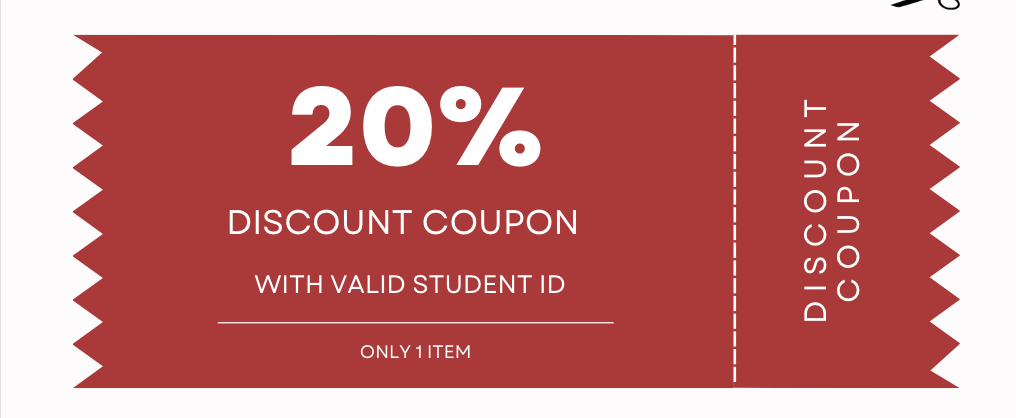 20%
DISCOUNT COUPON
WITH VALID STUDENT ID
ONLY 1 ITEM
DISCOUNT
COUPON